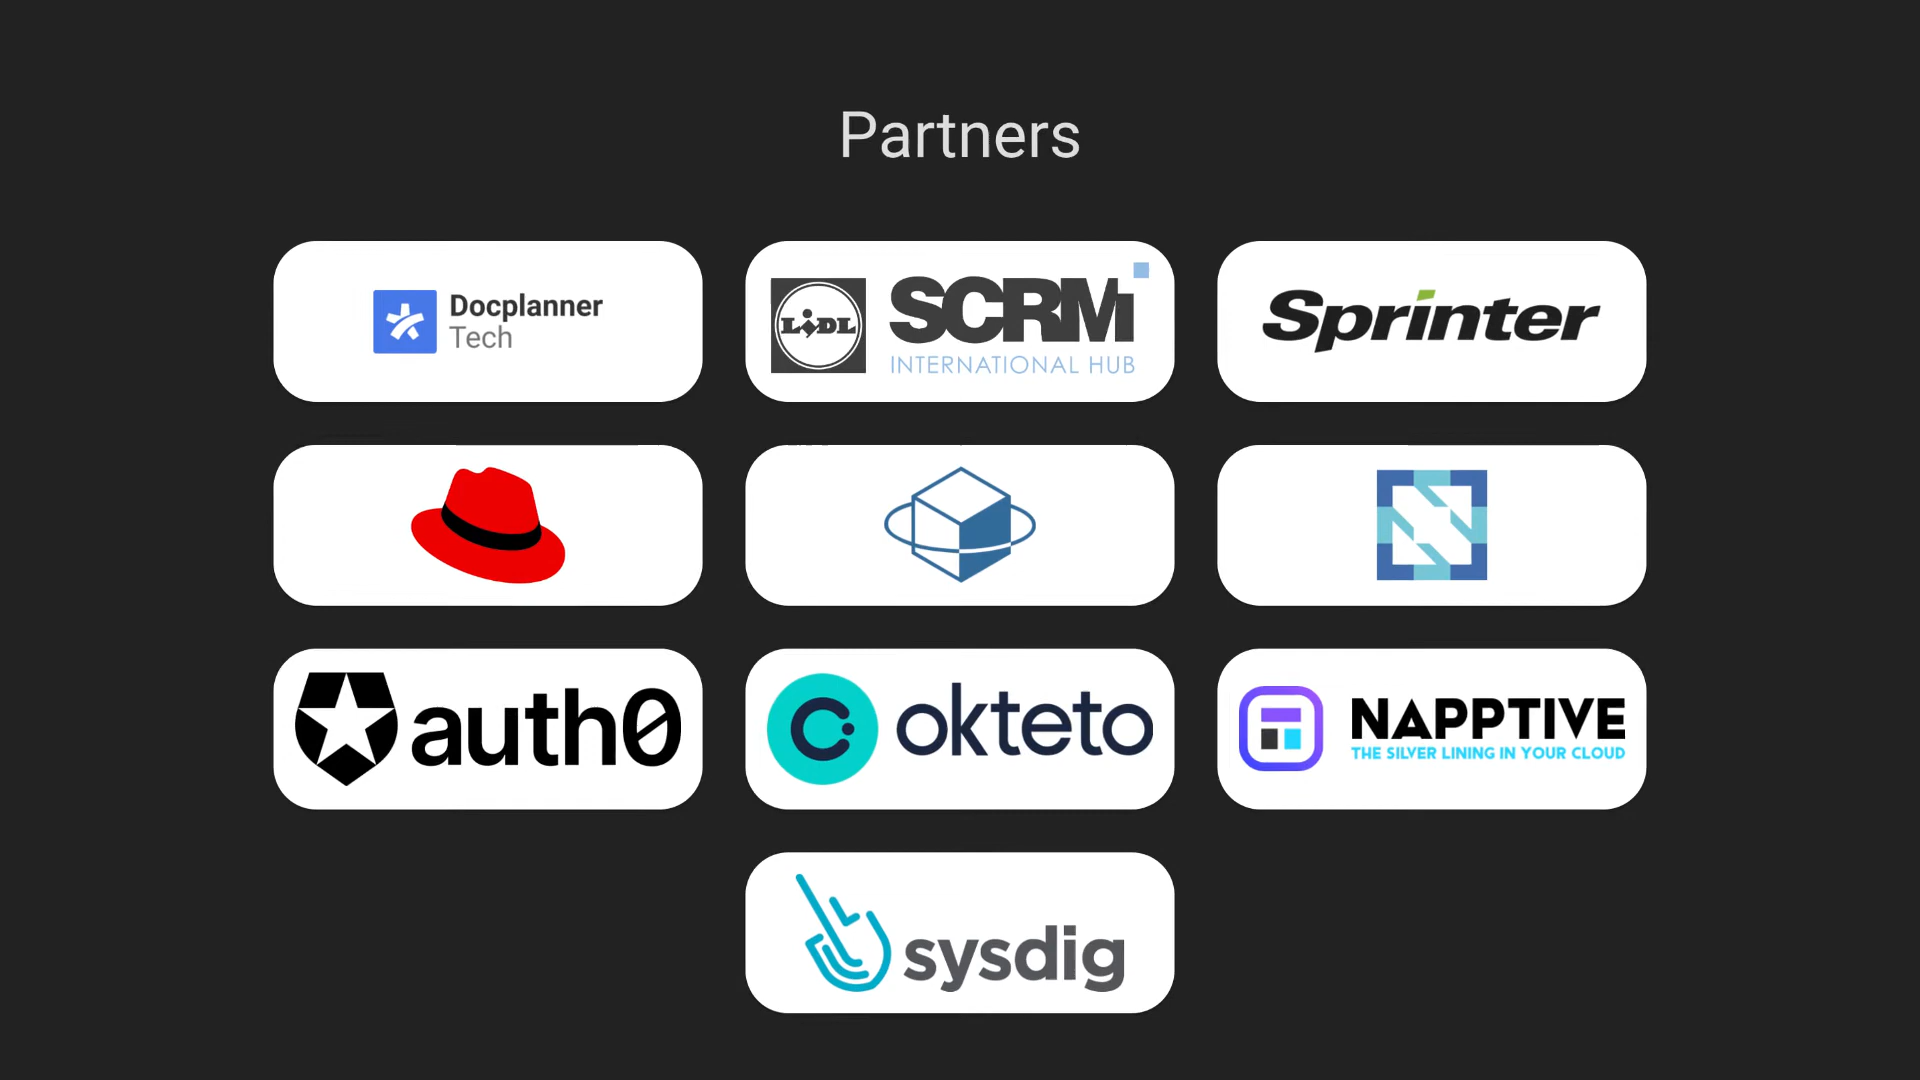 Partners
Docplanner
Tech
LIDL
SCRM
INTERNATIONAL HUB
Sprinter
auth0
okteto
NAPPTIVE
THE SILVER LINING IN YOUR CLOUD
sysdig